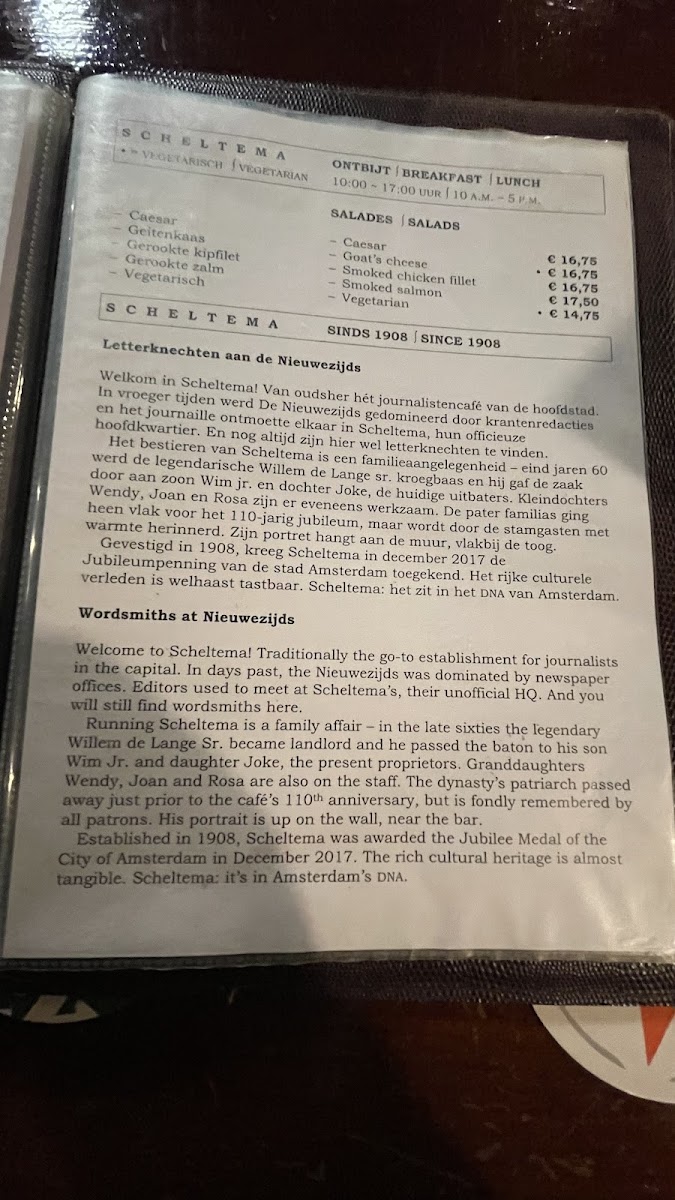 SCHELTEMA
• = VEGETARISCH | VEGETARIAN
ONTBIJT | BREAKFAST | LUNCH
10:00 ~ 17:00 UUR | 10 A.M. ~ 5 P.M.
SALADES | SALADS
– Caesar – Caesar € 16,75
– Geitenkaas – Goat's cheese • € 16,75
– Gerookte kipfilet – Smoked chicken fillet € 16,75
– Gerookte zalm – Smoked salmon € 17,50
– Vegetarisch – Vegetarian • € 14,75
SCHELTEMA SINDS 1908 | SINCE 1908
Letterknechten aan de Nieuwezijds
Welkom in Scheltema! Van oudsher hét journalistencafé van de hoofdstad.
In vroeger tijden werd De Nieuwezijds gedomineerd door krantenredacties
en het journaille ontmoette elkaar in Scheltema, hun officieuze
hoofdkwartier. En nog altijd zijn hier wel letterknechten te vinden.
Het bestieren van Scheltema is een familieaangelegenheid – eind jaren 60
werd de legendarische Willem de Lange sr. kroegbaas en hij gaf de zaak
door aan zoon Wim jr. en dochter Joke, de huidige uitbaters. Kleindochters
Wendy, Joan en Rosa zijn er eveneens werkzaam. De pater familias ging
heen vlak voor het 110-jarig jubileum, maar wordt door de stamgasten met
warmte herinnerd. Zijn portret hangt aan de muur, vlakbij de toog.
Gevestigd in 1908, kreeg Scheltema in december 2017 de
Jubileumpenning van de stad Amsterdam toegekend. Het rijke culturele
verleden is welhaast tastbaar. Scheltema: het zit in het DNA van Amsterdam.
Wordsmiths at Nieuwezijds
Welcome to Scheltema! Traditionally the go-to establishment for journalists
in the capital. In days past, the Nieuwezijds was dominated by newspaper
offices. Editors used to meet at Scheltema's, their unofficial HQ. And you
will still find wordsmiths here.
Running Scheltema is a family affair – in the late sixties the legendary
Willem de Lange Sr. became landlord and he passed the baton to his son
Wim Jr. and daughter Joke, the present proprietors. Granddaughters
Wendy, Joan and Rosa are also on the staff. The dynasty's patriarch passed
away just prior to the café's 110th anniversary, but is fondly remembered by
all patrons. His portrait is up on the wall, near the bar.
Established in 1908, Scheltema was awarded the Jubilee Medal of the
City of Amsterdam in December 2017. The rich cultural heritage is almost
tangible. Scheltema: it's in Amsterdam's DNA.